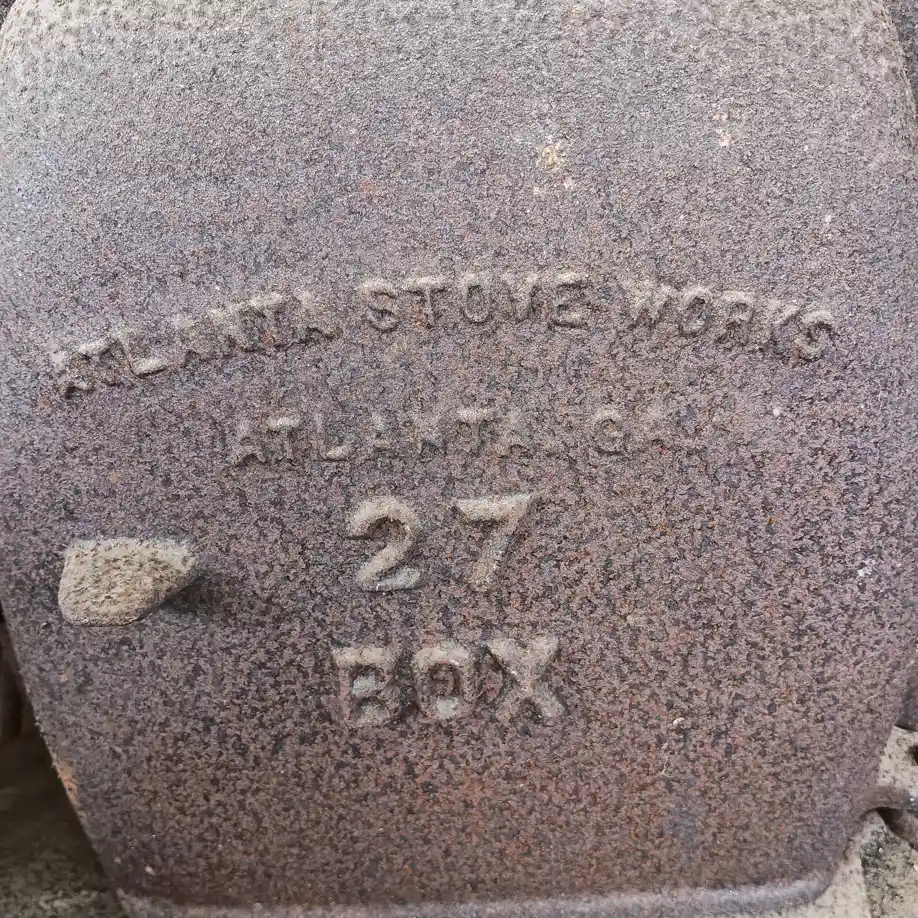 ATLANTA STOVE WORKS
ATLANTA GA.
27
BOX